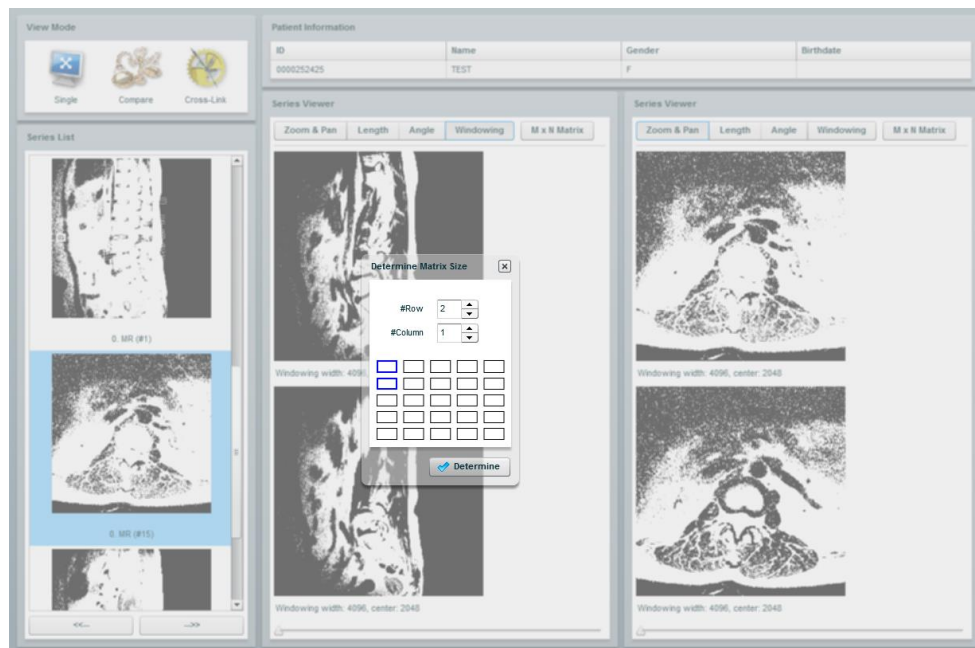 View Mode
Single
Compare
Cross-Link
Series List
0. MR (#1)
0. MR (#15)
<<--
-->>
Patient Information
ID Name Gender Birthdate
0000252425 TEST F
Series Viewer
Zoom & Pan Length Angle Windowing M x N Matrix
Windowing width: 4096,
Windowing width: 4096, center: 2048
Series Viewer
Zoom & Pan Length Angle Windowing M x N Matrix
Windowing width: 4096, center: 2048
Windowing width: 4096, center: 2048
Determine Matrix Size
#Row 2
#Column 1
Determine